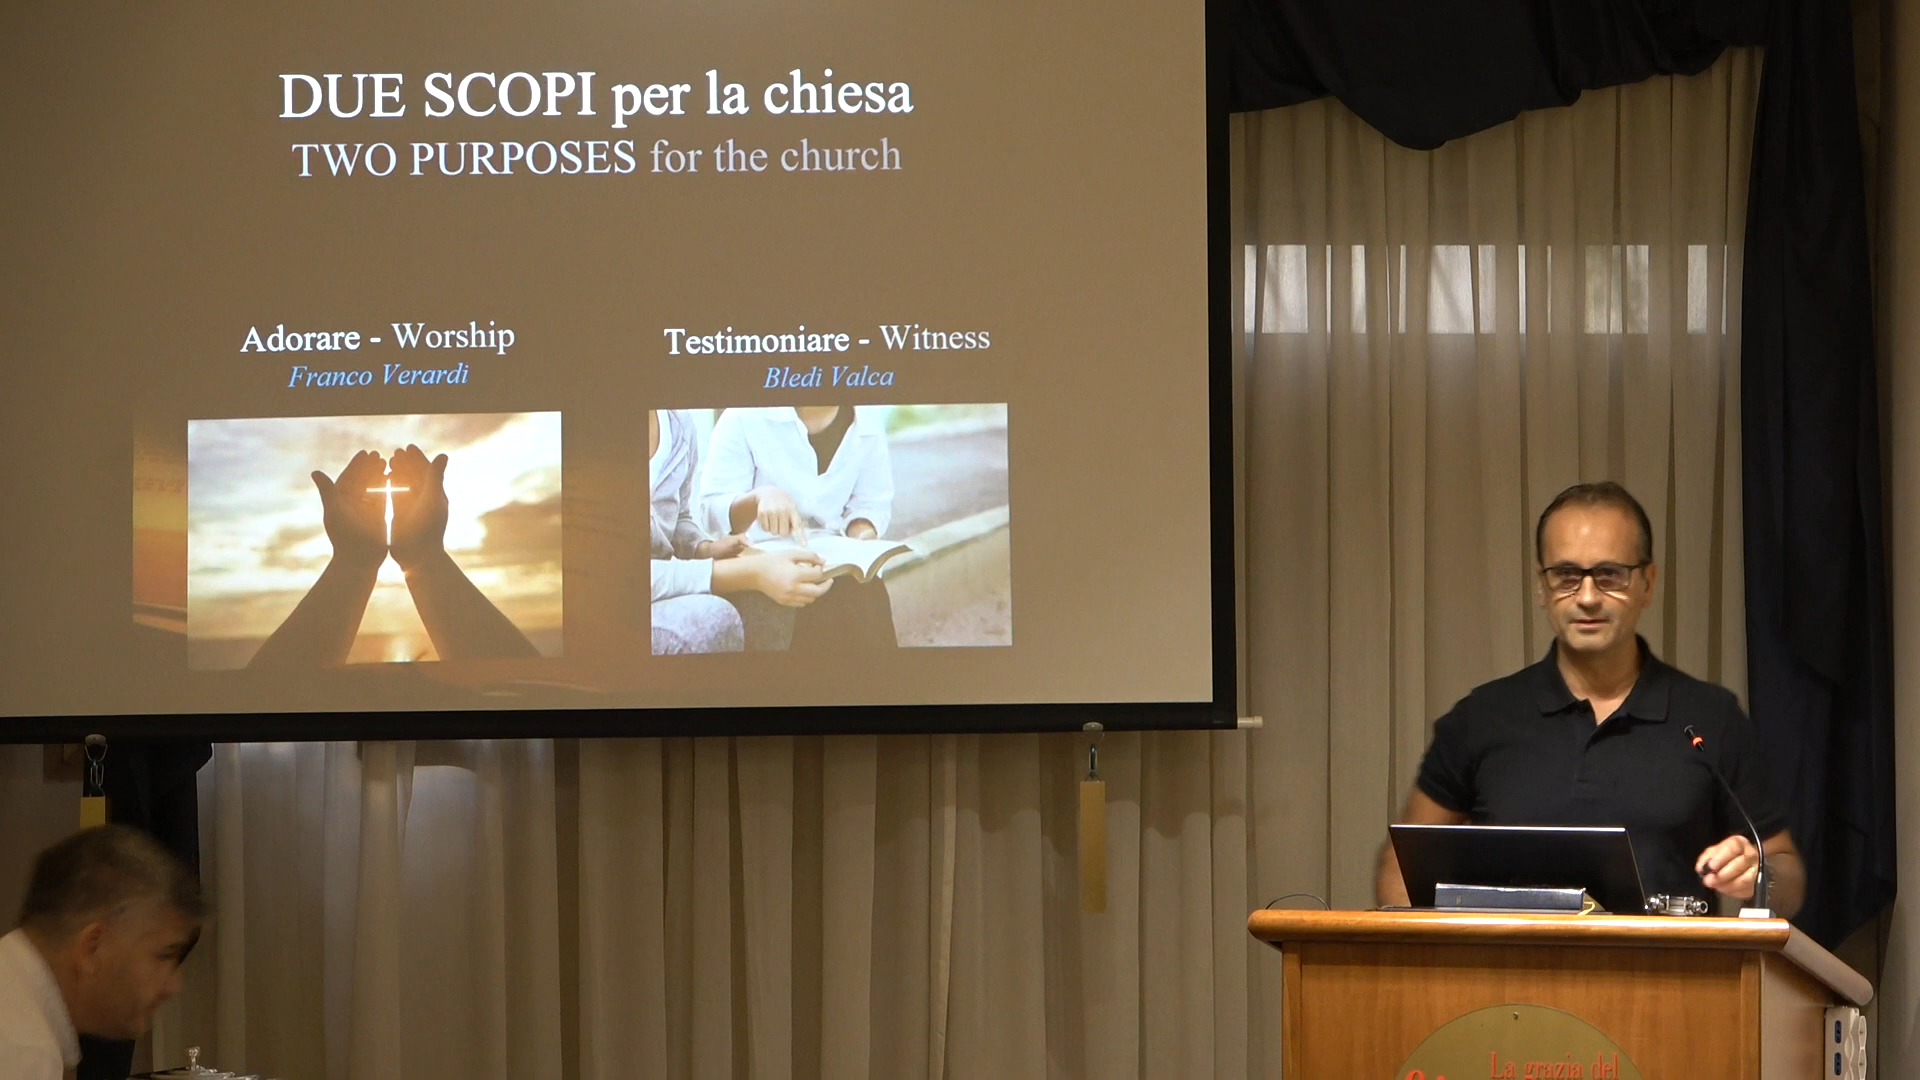 DUE SCOPI per la chiesa
TWO PURPOSES for the church
Adorare - Worship
Franco Verardi
Testimoniare - Witness
Bledi Valca
La grazia del